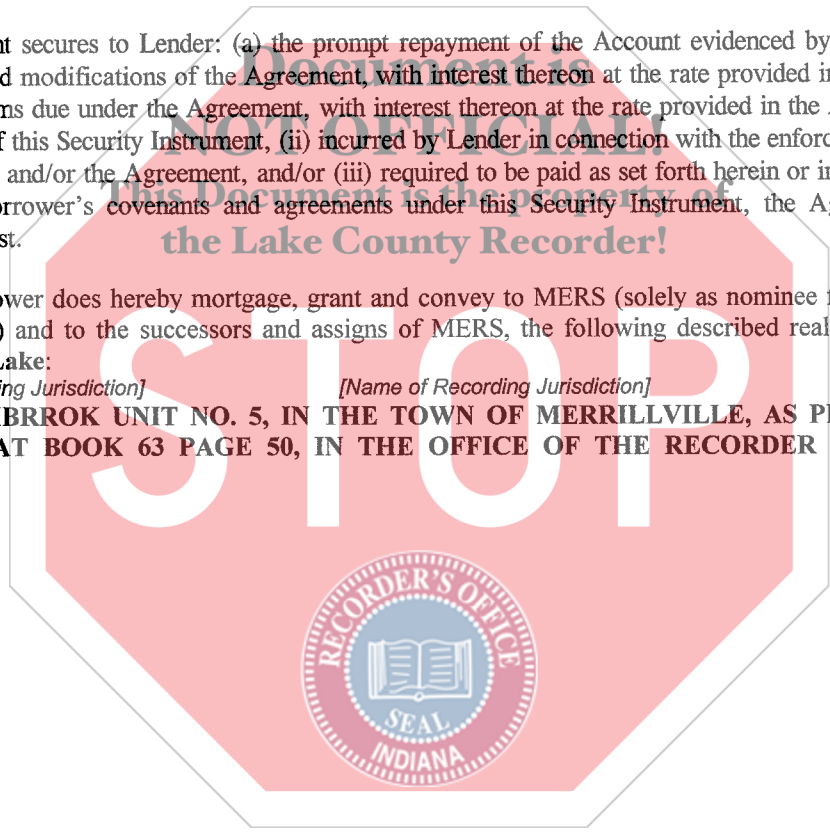 nt secures to Lender: (a) the prompt repayment of the Account evidenced by
d modifications of the Agreement, with interest thereon at the rate provided in
ms due under the Agreement, with interest thereon at the rate provided in the
f this Security Instrument, (ii) incurred by Lender in connection with the enforc
and/or the Agreement, and/or (iii) required to be paid as set forth herein or in
orrower's covenants and agreements under this Security Instrument, the Ag
st.
Document is
NOT OFFICIAL!
This Document is the property of
the Lake County Recorder!
ower does hereby mortgage, grant and convey to MERS (solely as nominee f
) and to the successors and assigns of MERS, the following described real
Lake:
ing Jurisdiction] [Name of Recording Jurisdiction]
BRROK UNIT NO. 5, IN THE TOWN OF MERRILLVILLE, AS P
AT BOOK 63 PAGE 50, IN THE OFFICE OF THE RECORDER
STOP
RECORDER'S OFFICE
SEAL
INDIANA